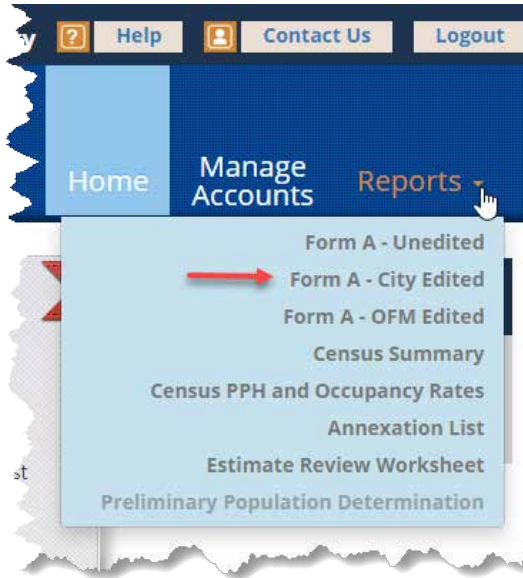 ? Help Contact Us Logout
Home Manage Accounts Reports
Form A - Unedited
Form A - City Edited
Form A - OFM Edited
Census Summary
Census PPH and Occupancy Rates
Annexation List
Estimate Review Worksheet
Preliminary Population Determination